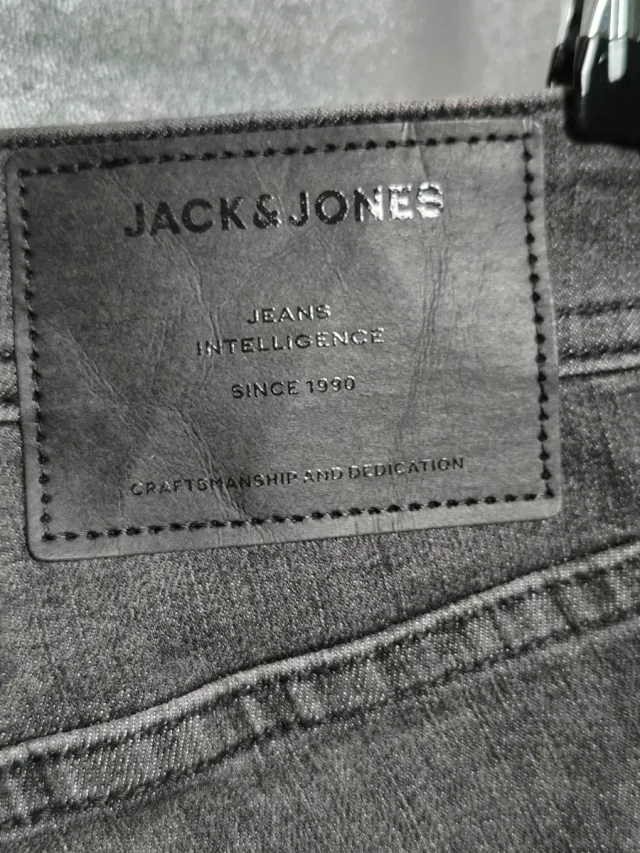 JACK&JONES
JEANS
INTELLIGENCE
SINCE 1990
CRAFTSMANSHIP AND DEDICATION